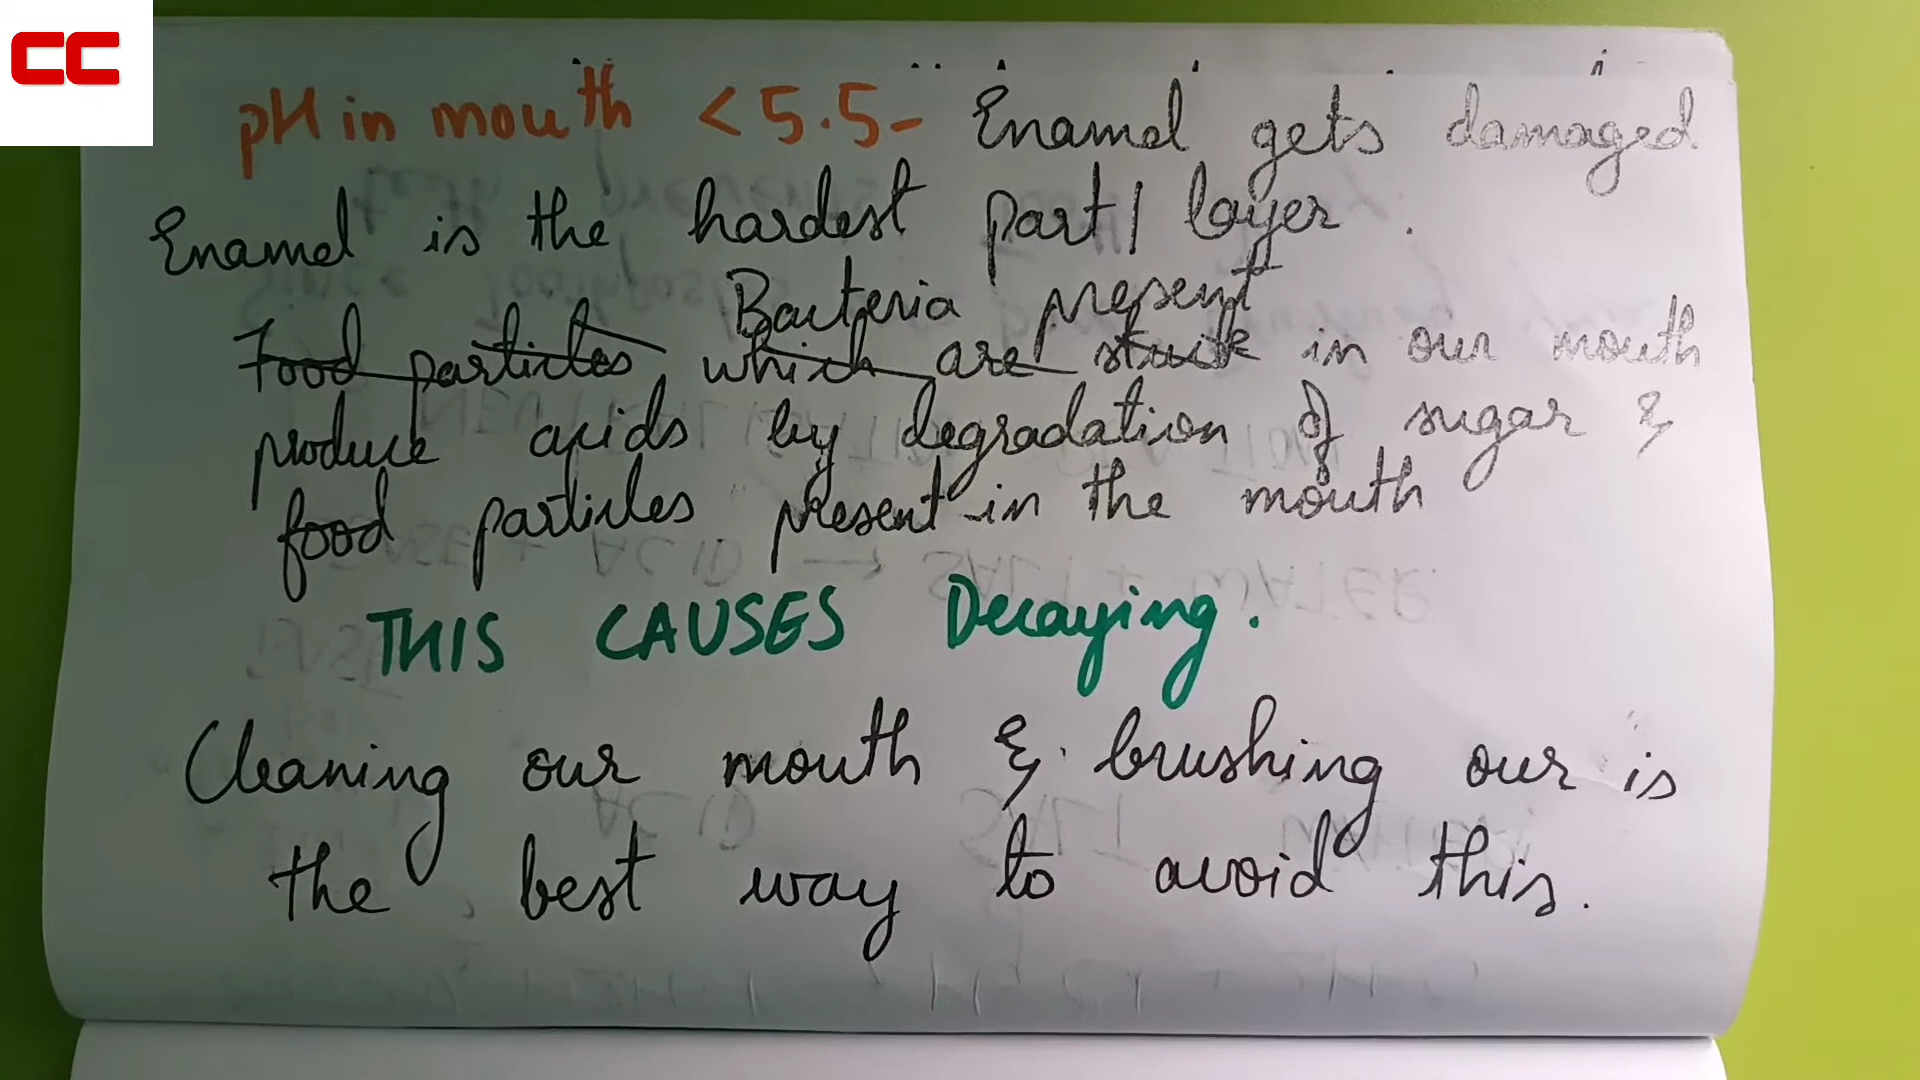 CC
pH in mouth <5.5- Enamel gets damaged
Enamel is the hardest part/ layer.
Bacteria present
Food particles which are stuck in our mouth
produce acids by degradation of sugar &
food particles present in the mouth
THIS CAUSES Decaying.
Cleaning our mouth & brushing our is
the best way to avoid this.